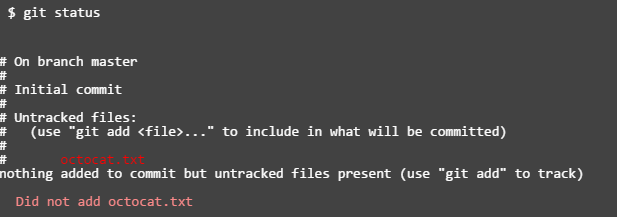 $ git status
# On branch master
#
# Initial commit
#
# Untracked files:
#   (use "git add <file>..." to include in what will be committed)
#
#       octocat.txt
nothing added to commit but untracked files present (use "git add" to track)
Did not add octocat.txt